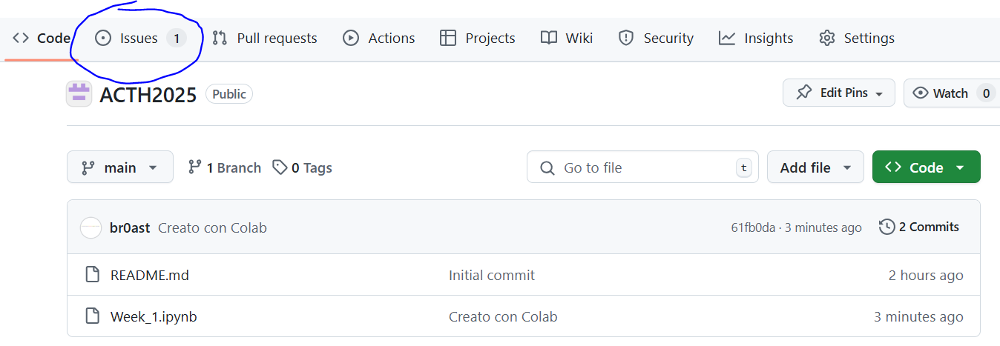 Code Issues 1 Pull requests Actions Projects Wiki Security Insights Settings
ACTH2025 Public Edit Pins Watch 0
main 1 Branch 0 Tags Go to file t Add file Code
br0ast Creato con Colab 61fb0da · 3 minutes ago 2 Commits
README.md Initial commit 2 hours ago
Week_1.ipynb Creato con Colab 3 minutes ago